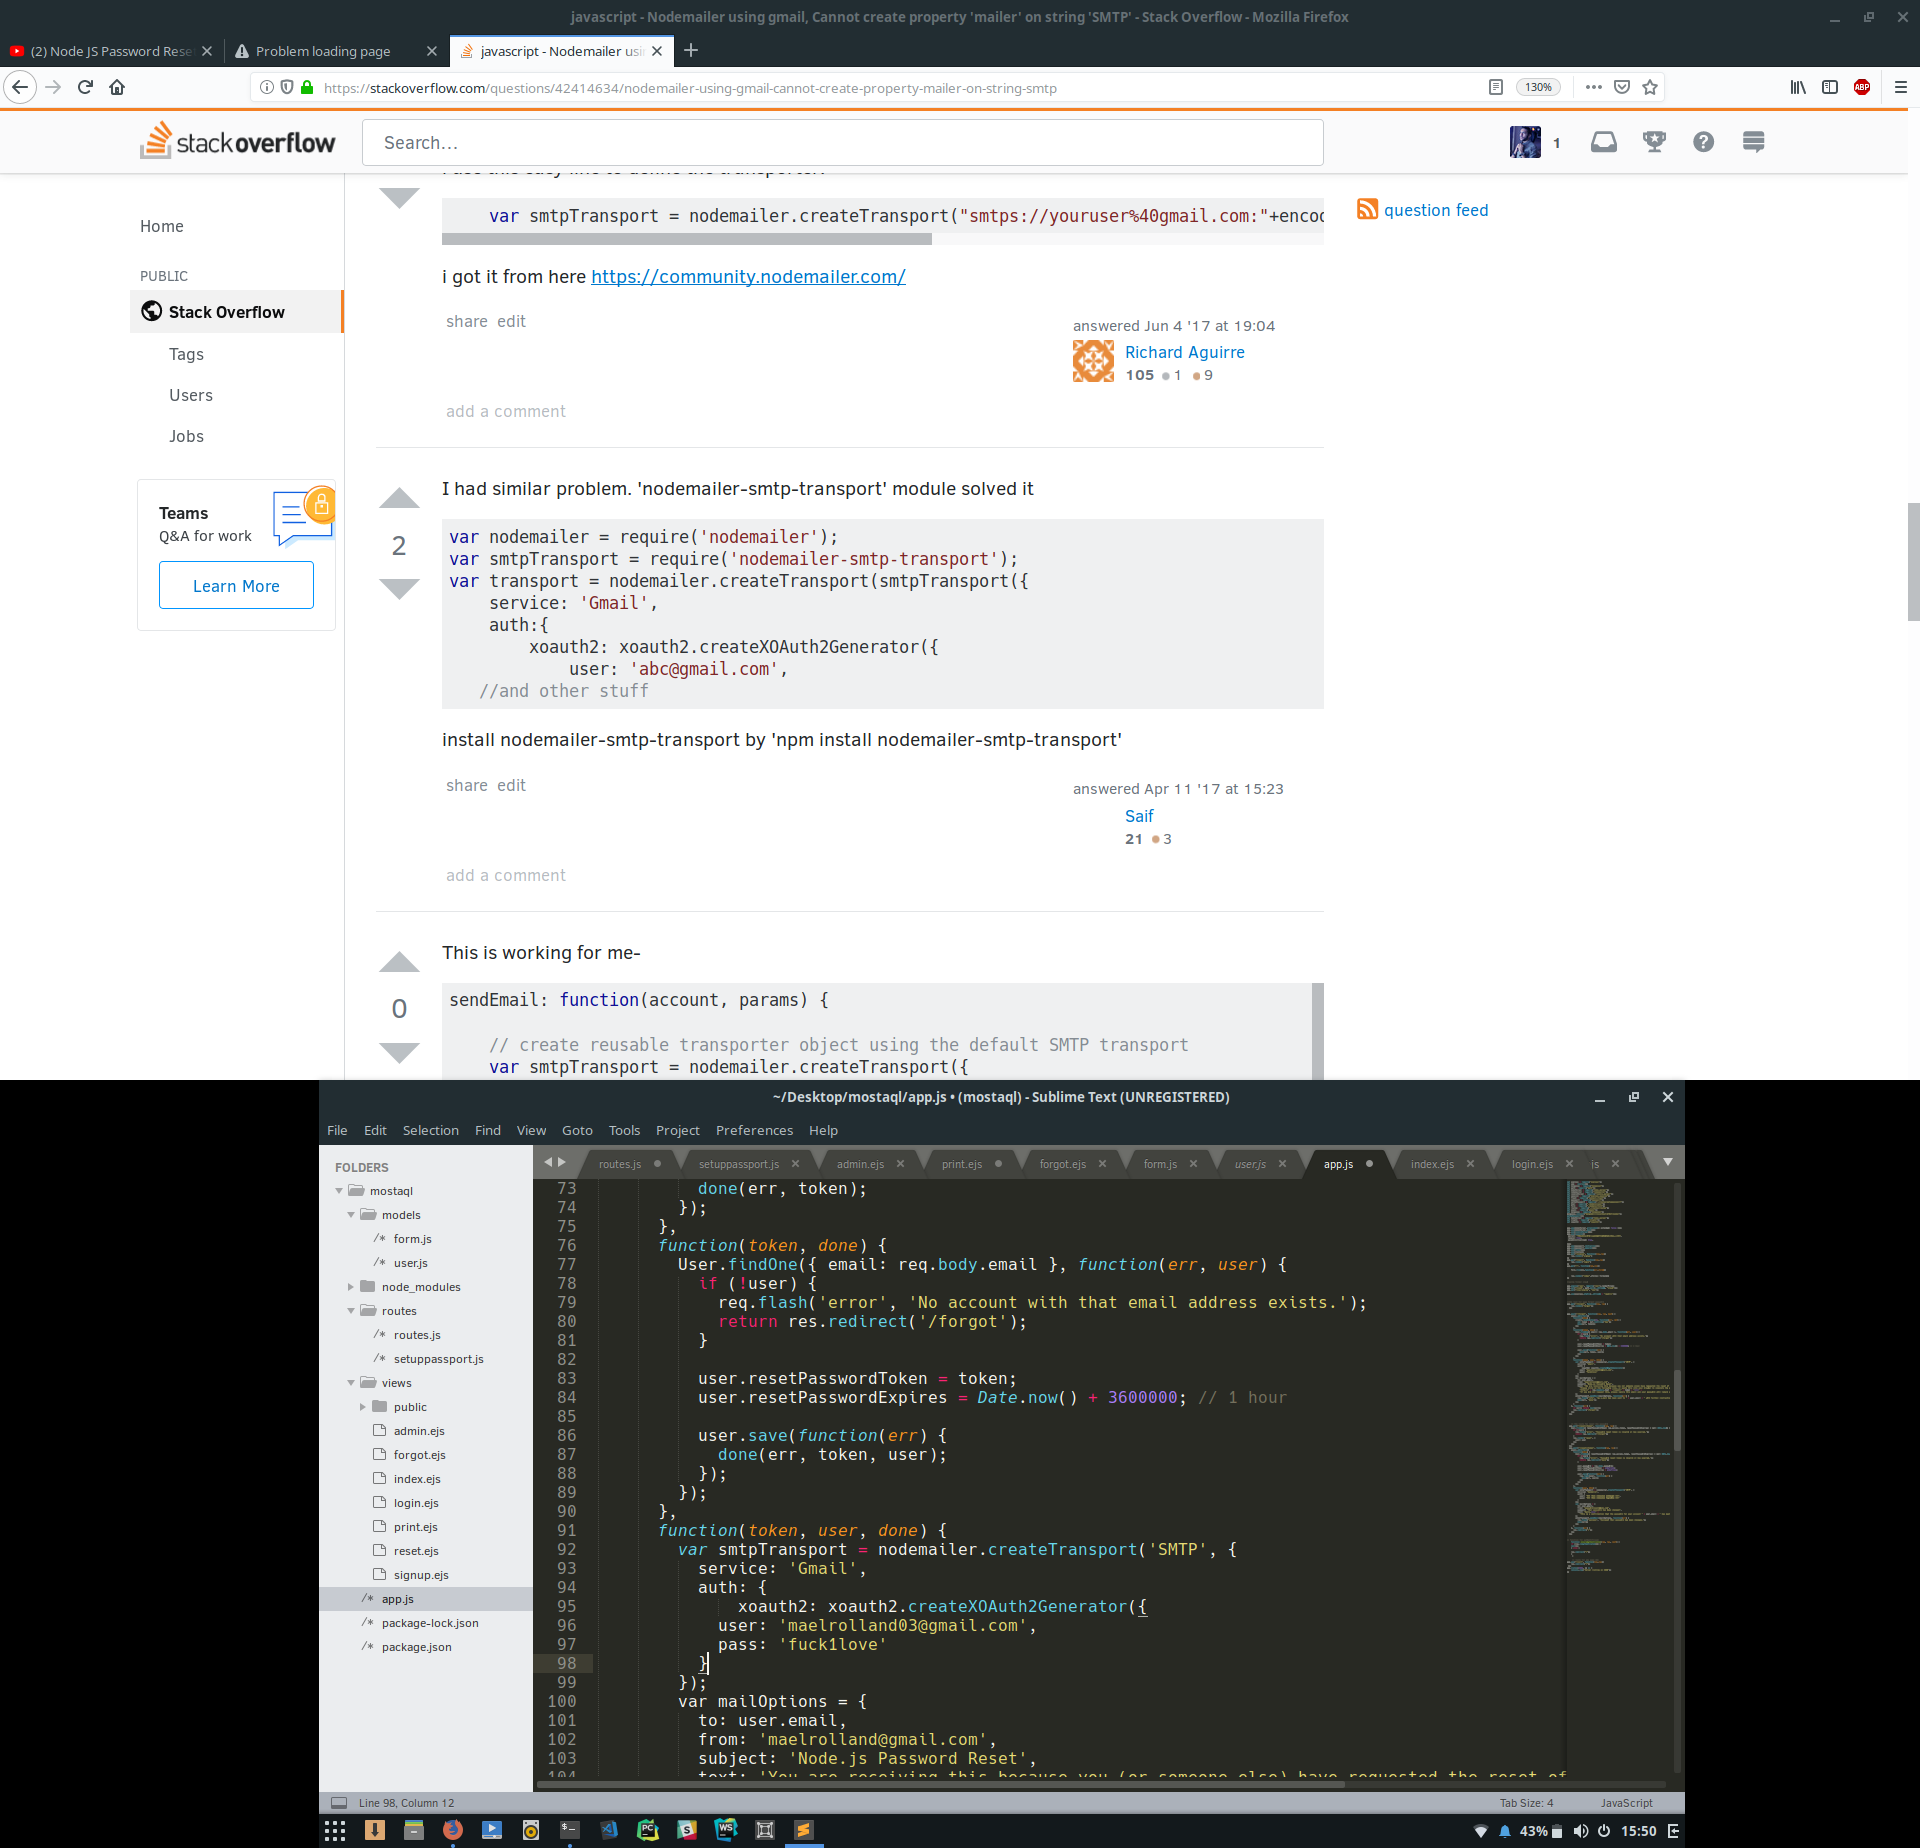 javascript - Nodemailer using gmail, Cannot create property 'mailer' on string 'SMTP' - Stack Overflow - Mozilla Firefox
(2) Node JS Password Rese
Problem loading page
javascript - Nodemailer usi
https://stackoverflow.com/questions/42414634/nodemailer-using-gmail-cannot-create-property-mailer-on-string-smtp
130%
ABP
stackoverflow
Search…
1
Home
PUBLIC
Stack Overflow
Tags
Users
Jobs
Teams
Q&A for work
Learn More
var smtpTransport = nodemailer.createTransport("smtps://youruser%40gmail.com:"+enco
question feed
i got it from here https://community.nodemailer.com/
share edit
answered Jun 4 '17 at 19:04
Richard Aguirre
105 1 9
add a comment
I had similar problem. 'nodemailer-smtp-transport' module solved it
2
var nodemailer = require('nodemailer');
var smtpTransport = require('nodemailer-smtp-transport');
var transport = nodemailer.createTransport(smtpTransport({
service: 'Gmail',
auth:{
xoauth2: xoauth2.createXOAuth2Generator({
user: 'abc@gmail.com',
//and other stuff
install nodemailer-smtp-transport by 'npm install nodemailer-smtp-transport'
share edit
answered Apr 11 '17 at 15:23
Saif
21 3
add a comment
This is working for me-
0
sendEmail: function(account, params) {
// create reusable transporter object using the default SMTP transport
var smtpTransport = nodemailer.createTransport({
~/Desktop/mostaql/app.js • (mostaql) - Sublime Text (UNREGISTERED)
File Edit Selection Find View Goto Tools Project Preferences Help
FOLDERS
mostaql
models
/* form.js
/* user.js
node_modules
routes
/* routes.js
/* setuppassport.js
views
public
admin.ejs
forgot.ejs
index.ejs
login.ejs
print.ejs
reset.ejs
signup.ejs
/* app.js
/* package-lock.json
/* package.json
routes.js setuppassport.js admin.ejs print.ejs forgot.ejs form.js user.js app.js index.ejs login.ejs js
73 done(err, token);
74 });
75 },
76 function(token, done) {
77 User.findOne({ email: req.body.email }, function(err, user) {
78 if (!user) {
79 req.flash('error', 'No account with that email address exists.');
80 return res.redirect('/forgot');
81 }
82
83 user.resetPasswordToken = token;
84 user.resetPasswordExpires = Date.now() + 3600000; // 1 hour
85
86 user.save(function(err) {
87 done(err, token, user);
88 });
89 });
90 },
91 function(token, user, done) {
92 var smtpTransport = nodemailer.createTransport('SMTP', {
93 service: 'Gmail',
94 auth: {
95 xoauth2: xoauth2.createXOAuth2Generator({
96 user: 'maelrolland03@gmail.com',
97 pass: 'fuck1love'
98 }
99 });
100 var mailOptions = {
101 to: user.email,
102 from: 'maelrolland@gmail.com',
103 subject: 'Node.js Password Reset',
104 text: 'You are receiving this because you (or someone else) have requested the reset of
Line 98, Column 12
Tab Size: 4
JavaScript
43%
15:50